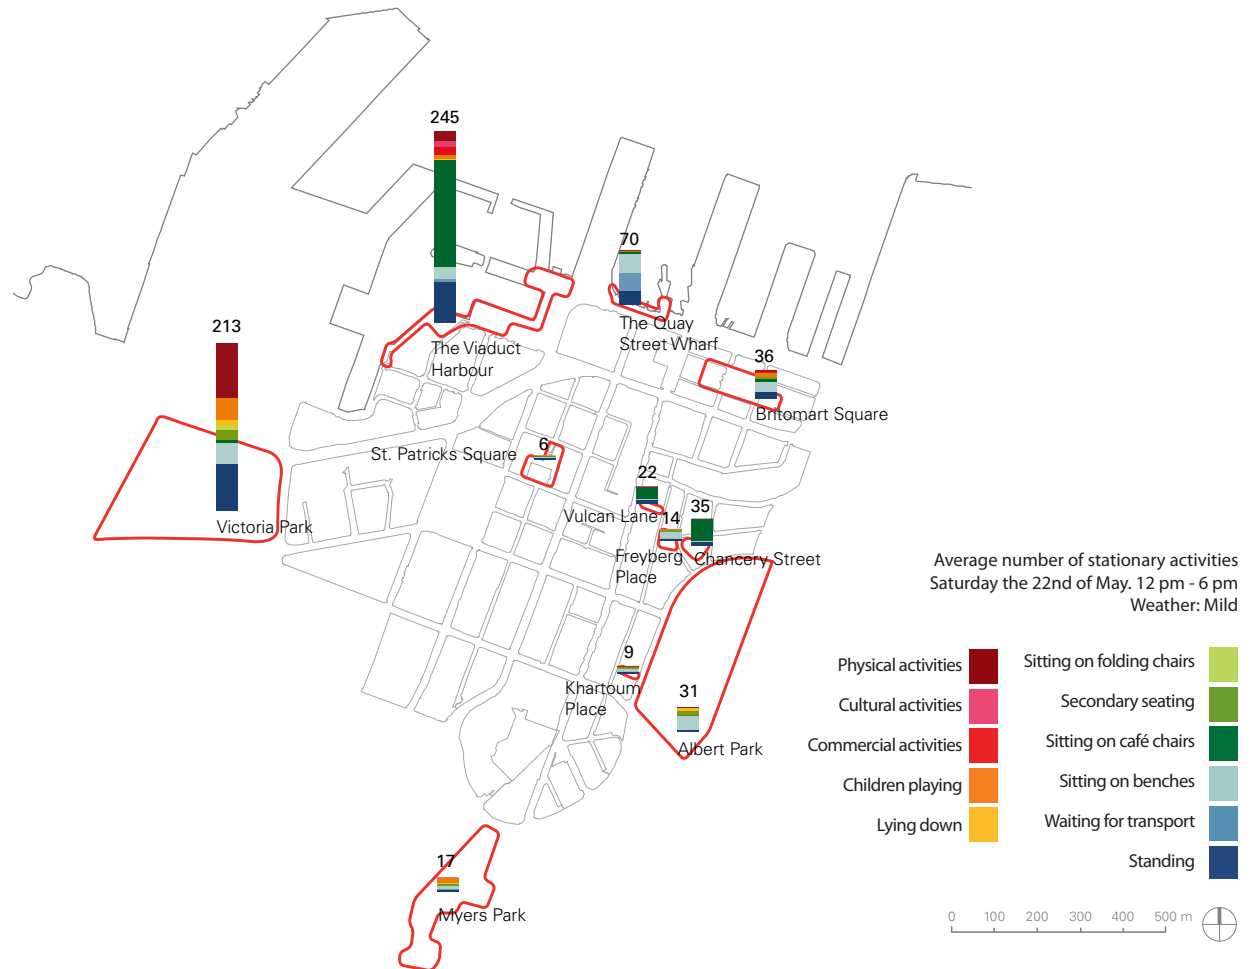 245
The Viaduct
Harbour
70
The Quay
Street Wharf
213
Victoria Park
36
Britomart Square
6
St. Patricks Square
22
Vulcan Lane
14
Freyberg
Place
35
Chancery Street
9
Khartoum
Place
31
Albert Park
17
Myers Park
Average number of stationary activities
Saturday the 22nd of May. 12 pm - 6 pm
Weather: Mild
Physical activities
Cultural activities
Commercial activities
Children playing
Lying down
Sitting on folding chairs
Secondary seating
Sitting on café chairs
Sitting on benches
Waiting for transport
Standing
0 100 200 300 400 500 m